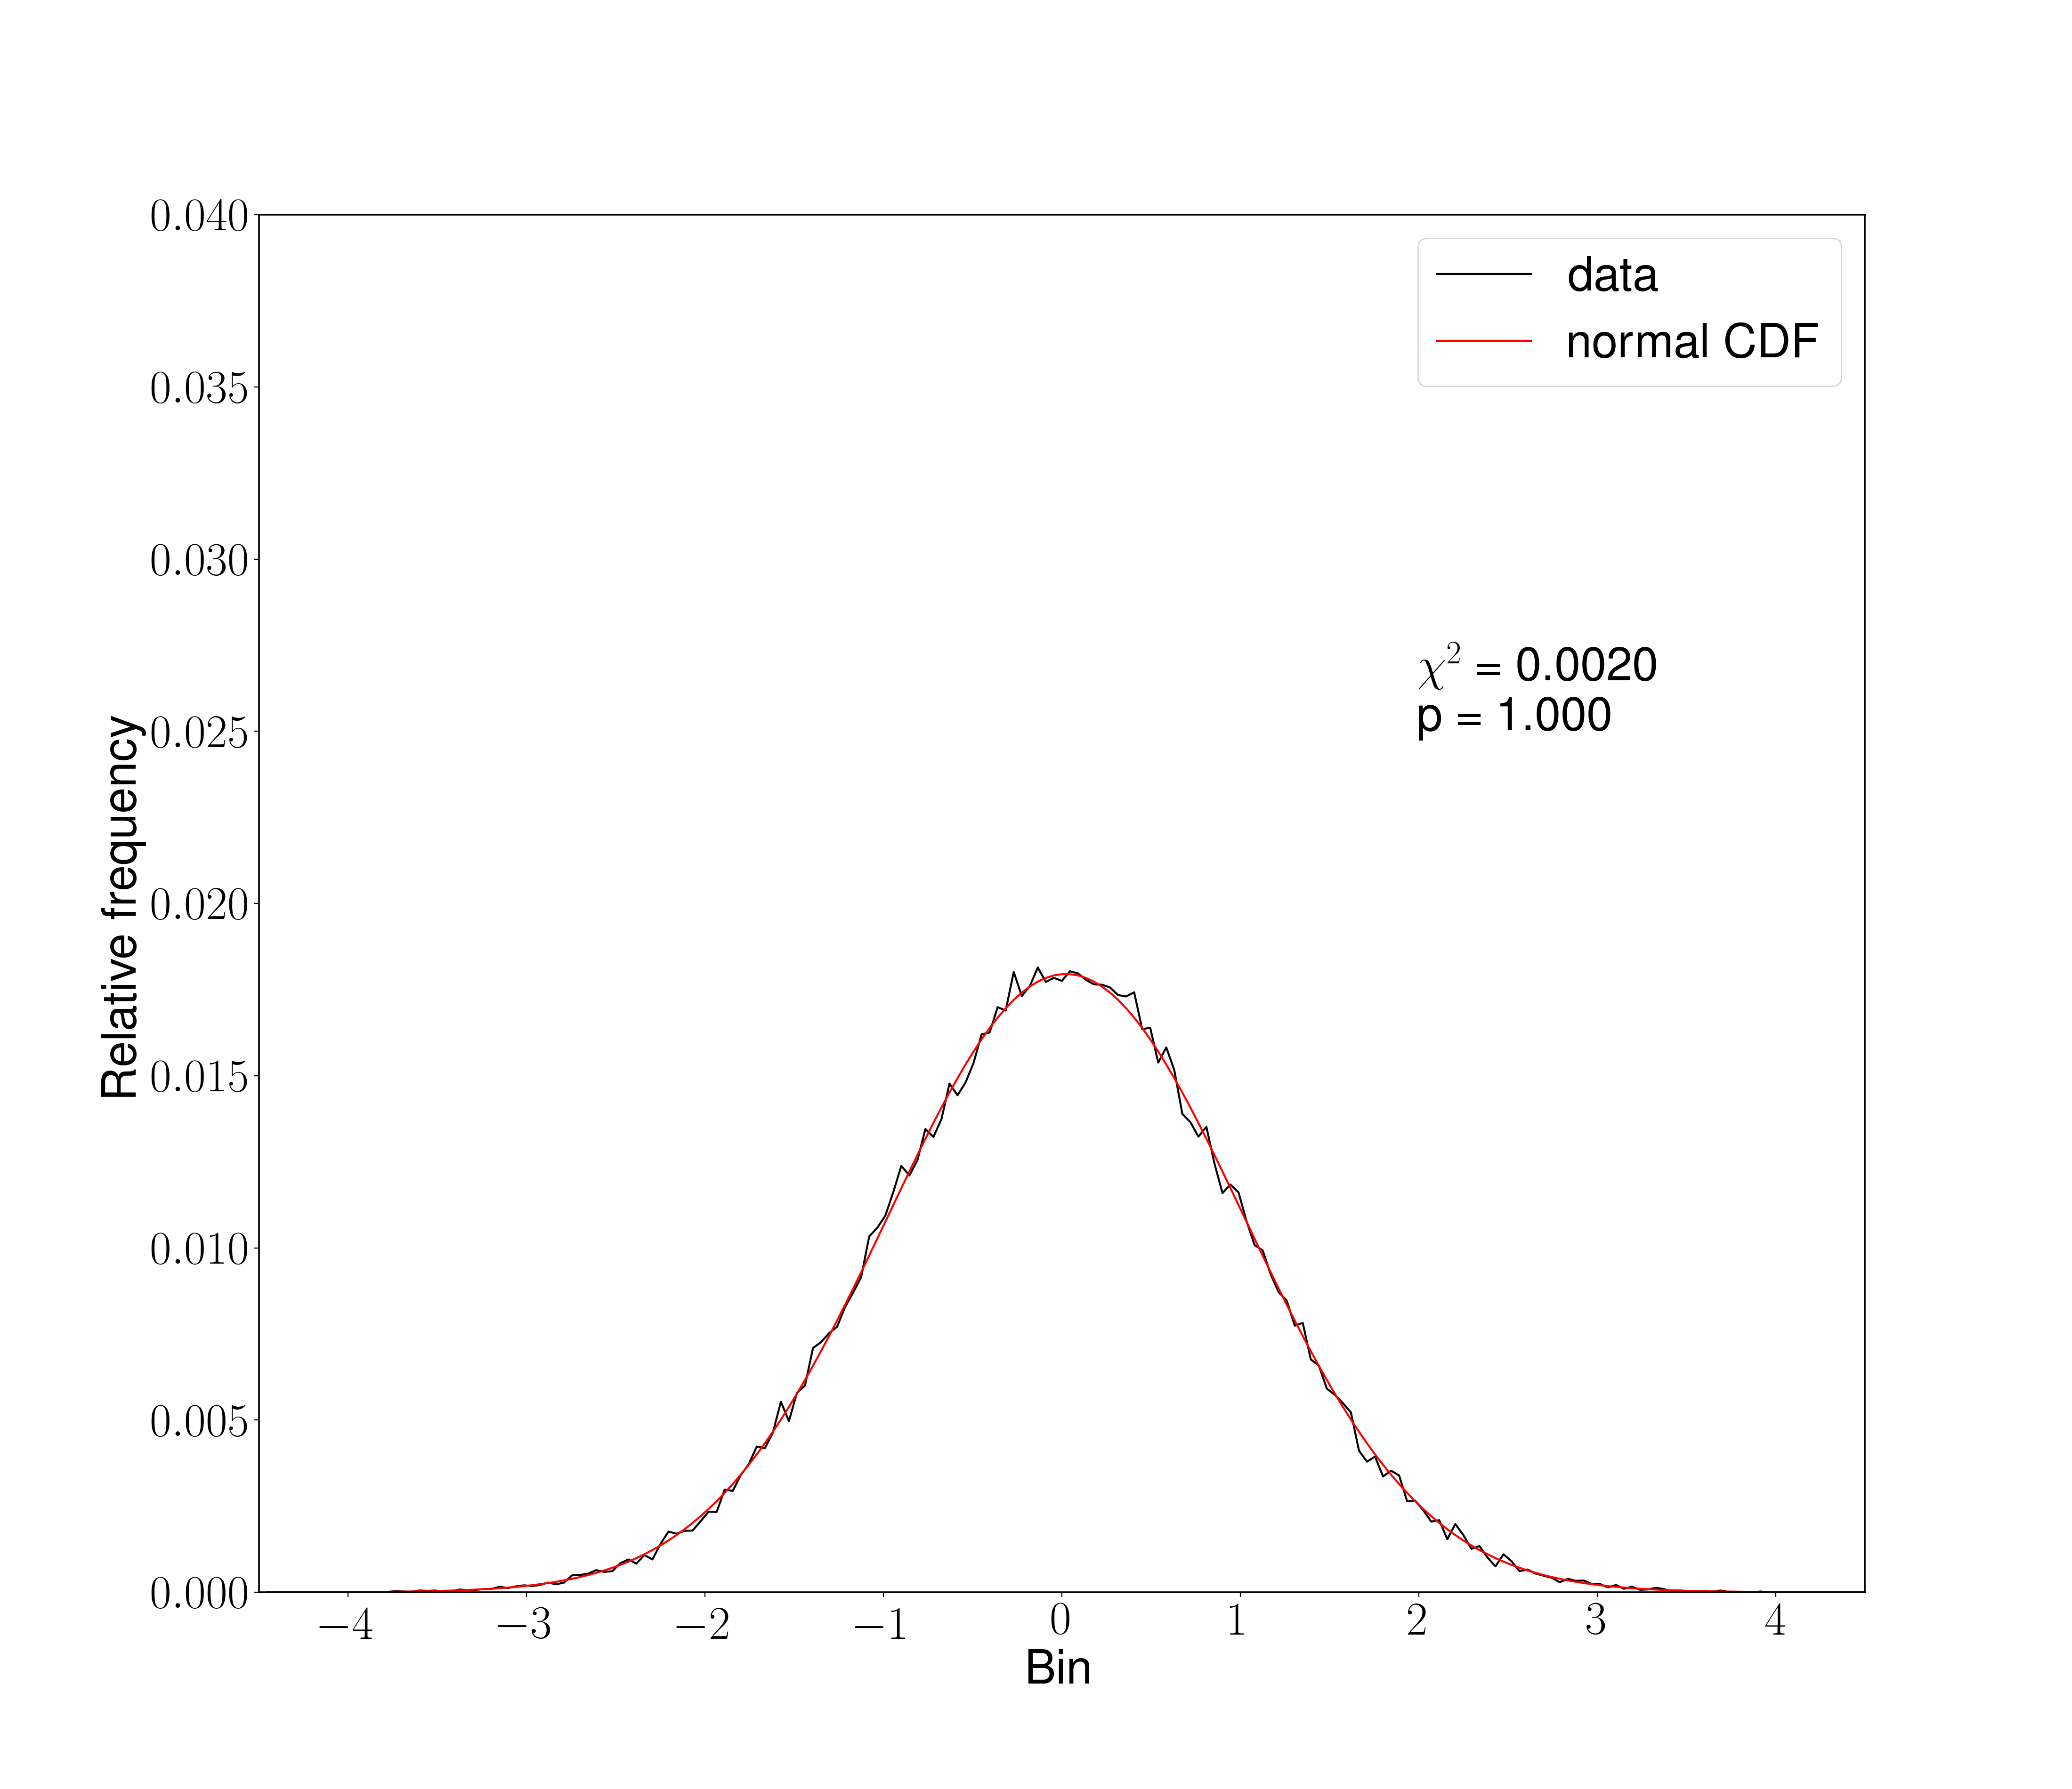 0.040
0.035
0.030
0.025
0.020
0.015
0.010
0.005
0.000
Relative frequency
data
normal CDF
χ² = 0.0020
p = 1.000
−4 −3 −2 −1 0 1 2 3 4
Bin